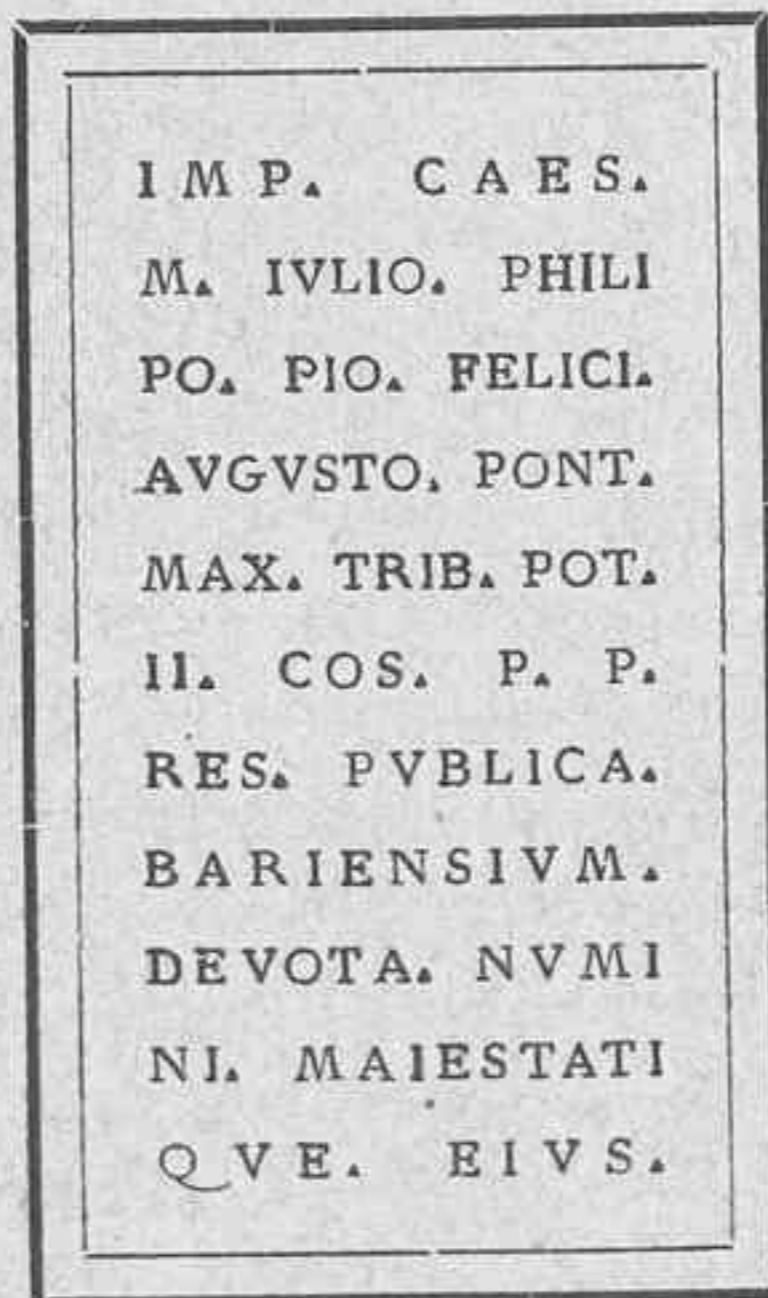 IMP. CAES.
M. IVLIO. PHILI
PO. PIO. FELICI.
AVGVSTO. PONT.
MAX. TRIB. POT.
II. COS. P. P.
RES. PVBLICA.
BARIENSIVM.
DEVOTA. NVMI
NI. MAIESTATI
QVE. EIVS.